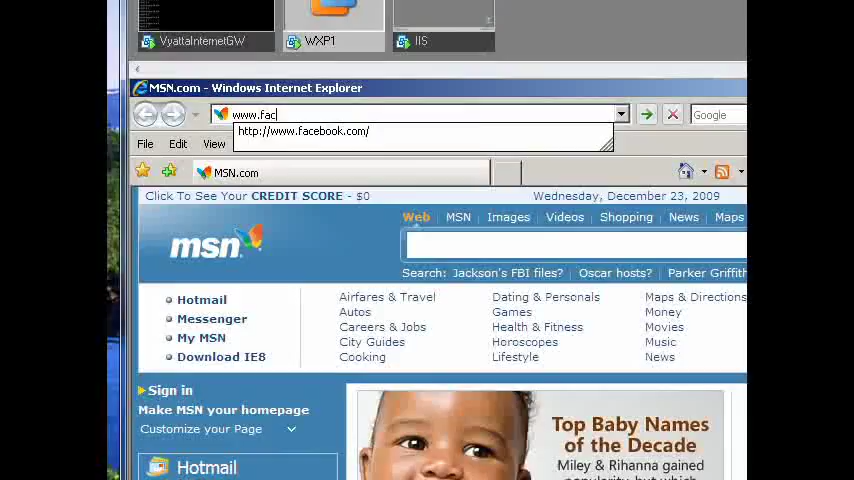 VyattaInternetGW
WXP1
IIS
MSN.com - Windows Internet Explorer
www.fac
Google
http://www.facebook.com/
File Edit View
MSN.com
Click To See Your CREDIT SCORE - $0
Wednesday, December 23, 2009
Web MSN Images Videos Shopping News Maps
msn
Search: Jackson's FBI files? Oscar hosts? Parker Griffith
Hotmail
Messenger
My MSN
Download IE8
Airfares & Travel
Autos
Careers & Jobs
City Guides
Cooking
Dating & Personals
Games
Health & Fitness
Horoscopes
Lifestyle
Maps & Directions
Money
Movies
Music
News
Sign in
Make MSN your homepage
Customize your Page
Hotmail
Top Baby Names
of the Decade
Miley & Rihanna gained
popularity, but which